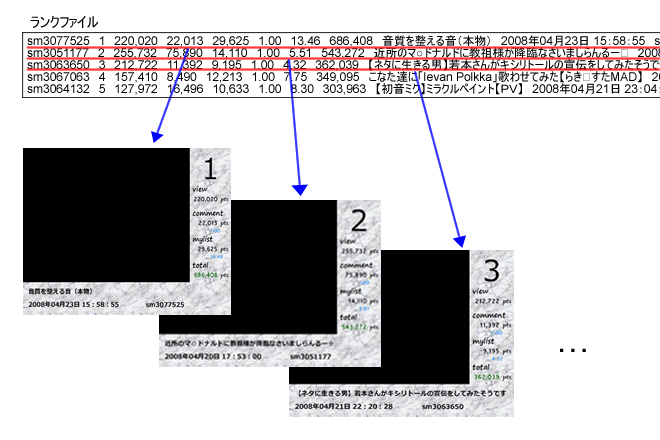 ランクファイル
sm3077525 1 220,020 22,013 29,625 1.00 13.46 686,408 音質を整える音（本物） 2008年04月23日 15:58:55
sm3051177 2 255,732 75,890 14,110 1.00 5.51 543,272 近所のマ○ドナルドに教祖様が降臨なさいましらんるー□
sm3063650 3 212,722 11,392 9,195 1.00 4.32 362,039 【ネタに生きる男】若本さんがキシリトールの宣伝をしてみたそうで
sm3067063 4 157,410 8,490 12,213 1.00 7.75 349,095 こなた達に「Ievan Polkka」歌わせてみた【らき□すたMAD】
sm3064132 5 127,972 16,496 10,633 1.00 8.30 303,963 【初音ミク】ミラクルペイント【PV】 2008年04月21日 23:04
1
view
220,020 pts
comment
22,013 pts
1.00
mylist
29,625 pts
13.46
total
686,408 pts
音質を整える音（本物）
2008年04月23日 15：58：55 sm3077525
2
view
255,732 pts
comment
75,890 pts
1.00
mylist
14,110 pts
5.51
total
543,272 pts
近所のマ○ドナルドに教祖様が降臨なさいましらんるー☆
2008年04月20日 17：53：00 sm3051177
3
view
212,722 pts
comment
11,392 pts
1.00
mylist
9,195 pts
4.32
total
362,039 pts
【ネタに生きる男】若本さんがキシリトールの宣伝をしてみたそうです
2008年04月21日 22：20：28 sm3063650
...